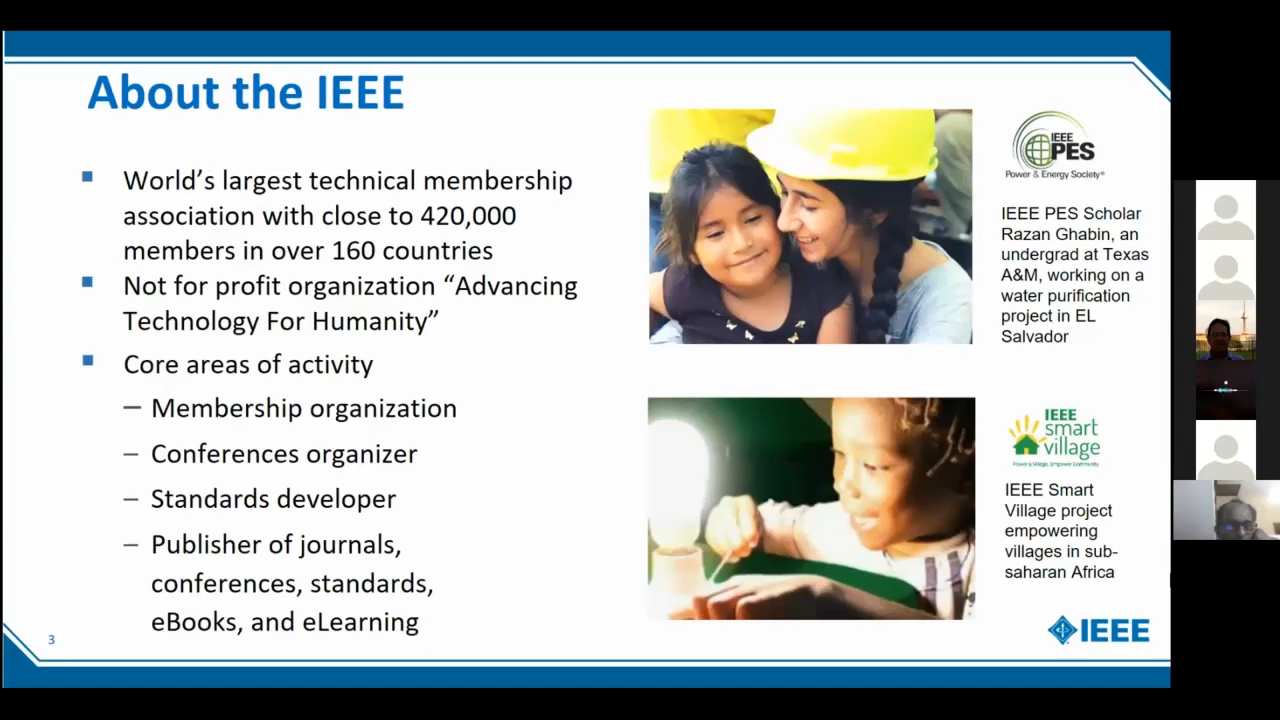 About the IEEE
World’s largest technical membership
association with close to 420,000
members in over 160 countries
Not for profit organization “Advancing
Technology For Humanity”
Core areas of activity
– Membership organization
– Conferences organizer
– Standards developer
– Publisher of journals,
conferences, standards,
eBooks, and eLearning
3
IEEE
PES
Power & Energy Society®
IEEE PES Scholar
Razan Ghabin, an
undergrad at Texas
A&M, working on a
water purification
project in EL
Salvador
IEEE
smart
village
Power a Village, Empower Community
IEEE Smart
Village project
empowering
villages in sub-
saharan Africa
IEEE